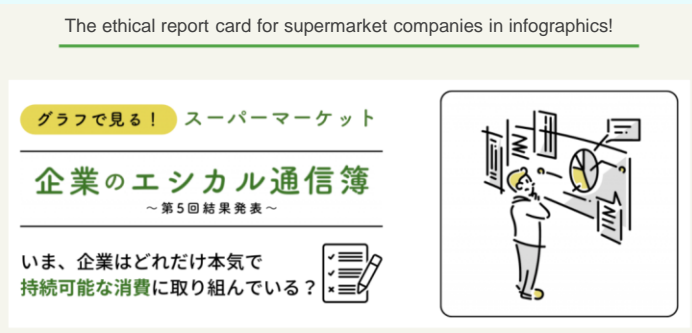 The ethical report card for supermarket companies in infographics!
グラフで見る！ スーパーマーケット
企業のエシカル通信簿
～第5回結果発表～
いま、企業はどれだけ本気で
持続可能な消費に取り組んでいる？